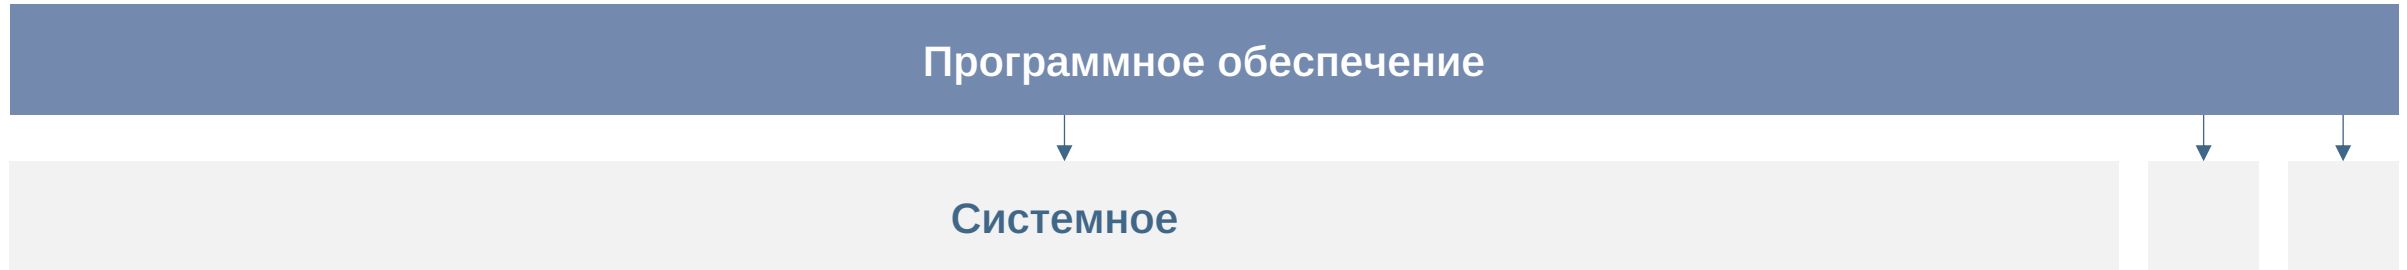 Программное обеспечение
Системное